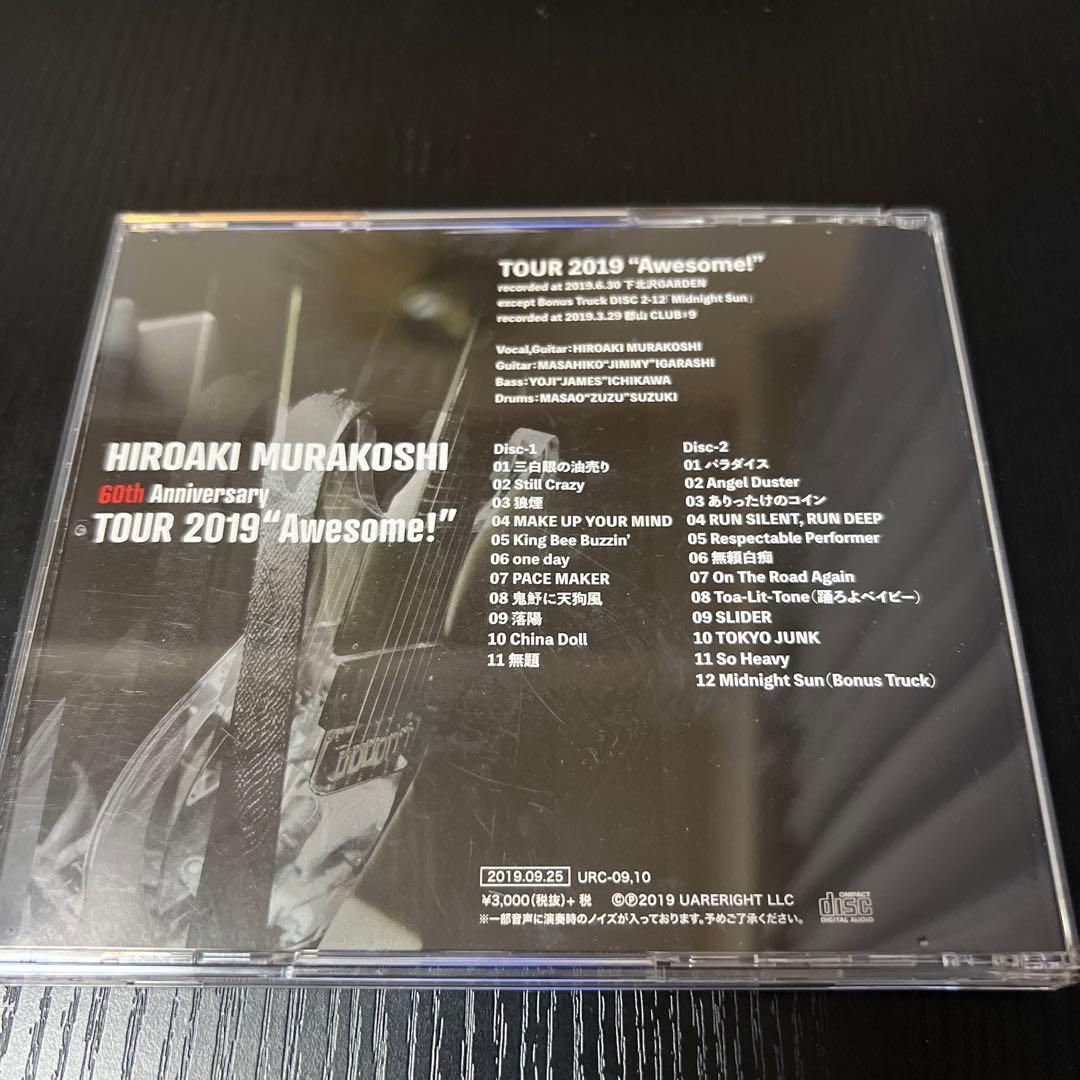 TOUR 2019 “Awesome!”
recorded at 2019.6.30 下北沢GARDEN
except Bonus Truck DISC 2-12「Midnight Sun」
recorded at 2019.3.29 郡山 CLUB#9
Vocal,Guitar:HIROAKI MURAKOSHI
Guitar:MASAHIKO"JIMMY"IGARASHI
Bass:YOJI"JAMES"ICHIKAWA
Drums:MASAO"ZUZU"SUZUKI
HIROAKI MURAKOSHI
60th Anniversary
TOUR 2019“Awesome!”
Disc-1
01 三白眼の油売り
02 Still Crazy
03 狼煙
04 MAKE UP YOUR MIND
05 King Bee Buzzin’
06 one day
07 PACE MAKER
08 鬼鮃に天狗風
09 落陽
10 China Doll
11 無題
Disc-2
01 パラダイス
02 Angel Duster
03 ありったけのコイン
04 RUN SILENT, RUN DEEP
05 Respectable Performer
06 無頼白痴
07 On The Road Again
08 Toa-Lit-Tone(踊ろよベイビー)
09 SLIDER
10 TOKYO JUNK
11 So Heavy
12 Midnight Sun(Bonus Truck)
2019.09.25 URC-09,10
¥3,000(税抜)+税 ©℗2019 UARERIGHT LLC
※一部音声に演奏時のノイズが入っております。予めご了承ください。
COMPACT
disc
DIGITAL AUDIO